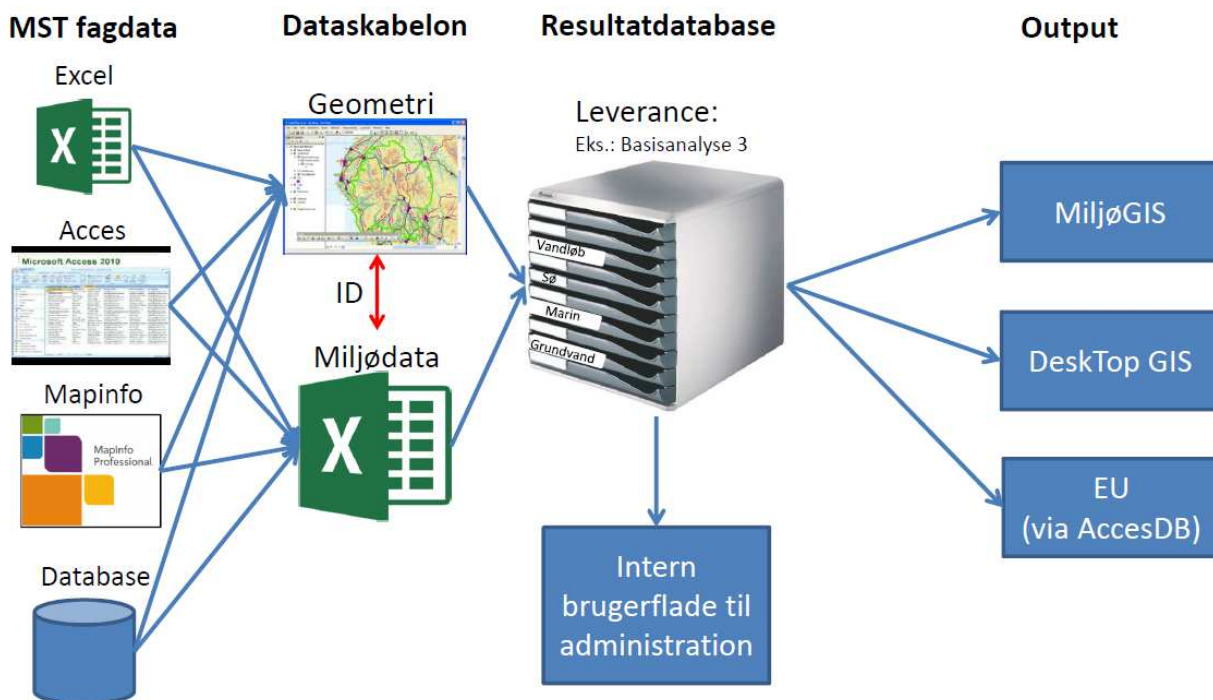 MST fagdata
Dataskabelon
Resultatdatabase
Output
Excel
X
Acces
Microsoft Access 2010
Mapinfo
MapInfo
Professional
Database
Geometri
ID
Miljødata
X
Leverance:
Eks.: Basisanalyse 3
Vandløb
Sø
Marin
Grundvand
Intern
brugerflade til
administration
MiljøGIS
DeskTop GIS
EU
(via AccesDB)